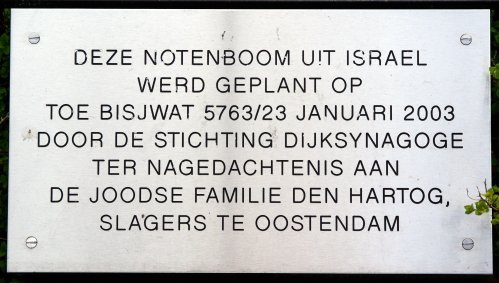 DEZE NOTENBOOM UIT ISRAEL
WERD GEPLANT OP
TOE BISJWAT 5763/23 JANUARI 2003
DOOR DE STICHTING DIJKSYNAGOGE
TER NAGEDACHTENIS AAN
DE JOODSE FAMILIE DEN HARTOG,
SLAGERS TE OOSTENDAM